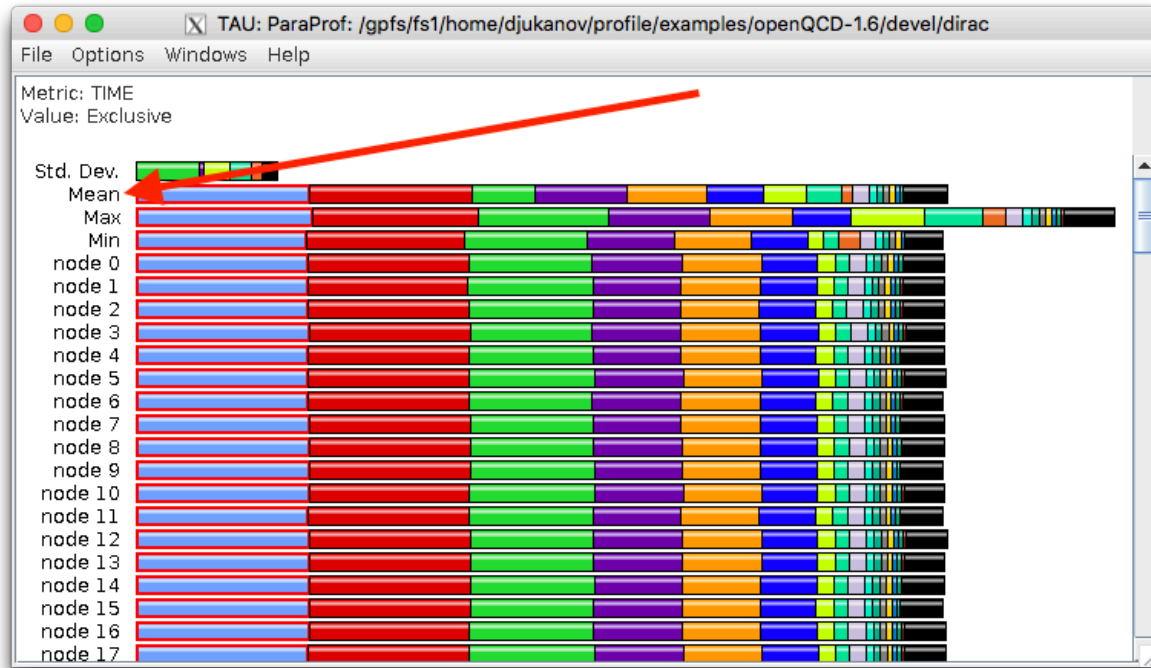 TAU: ParaProf: /gpfs/fs1/home/djukanov/profile/examples/openQCD-1.6/devel/dirac
File Options Windows Help
Metric: TIME
Value: Exclusive
Std. Dev.
Mean
Max
Min
node 0
node 1
node 2
node 3
node 4
node 5
node 6
node 7
node 8
node 9
node 10
node 11
node 12
node 13
node 14
node 15
node 16
node 17